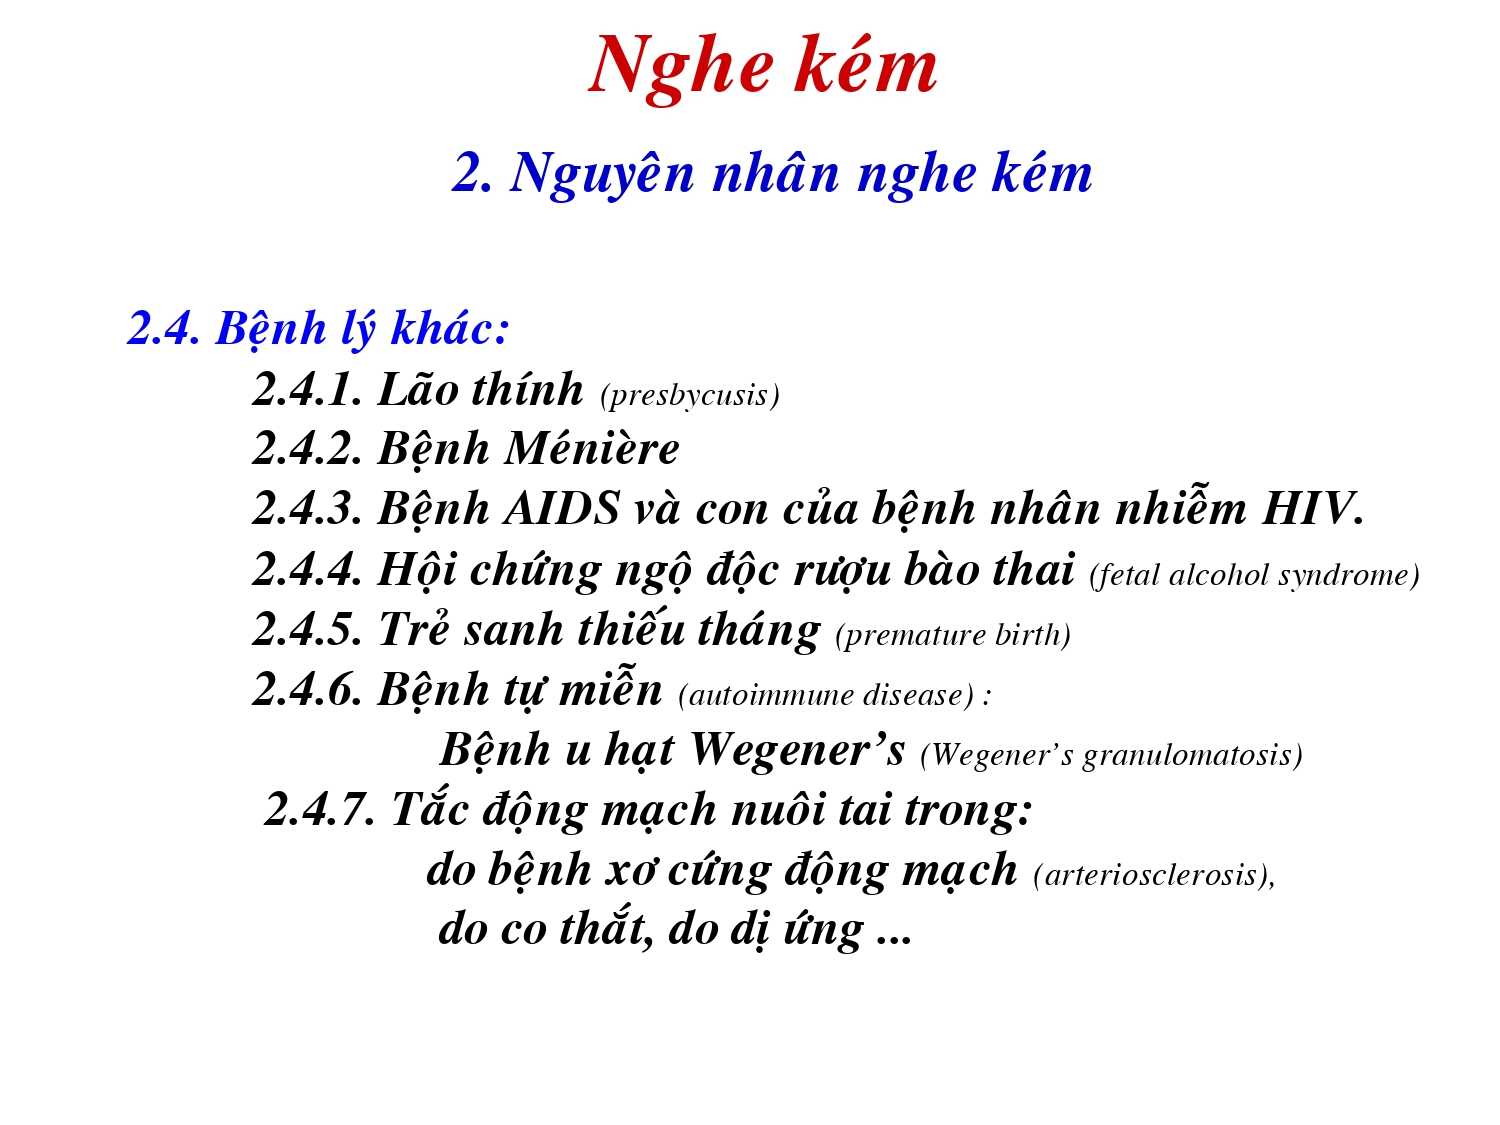 Nghe kém
2. Nguyên nhân nghe kém
2.4. Bệnh lý khác:
2.4.1. Lão thính (presbycusis)
2.4.2. Bệnh Ménière
2.4.3. Bệnh AIDS và con của bệnh nhân nhiễm HIV.
2.4.4. Hội chứng ngộ độc rượu bào thai (fetal alcohol syndrome)
2.4.5. Trẻ sanh thiếu tháng (premature birth)
2.4.6. Bệnh tự miễn (autoimmune disease) :
Bệnh u hạt Wegener’s (Wegener’s granulomatosis)
2.4.7. Tắc động mạch nuôi tai trong:
do bệnh xơ cứng động mạch (arteriosclerosis),
do co thắt, do dị ứng ...